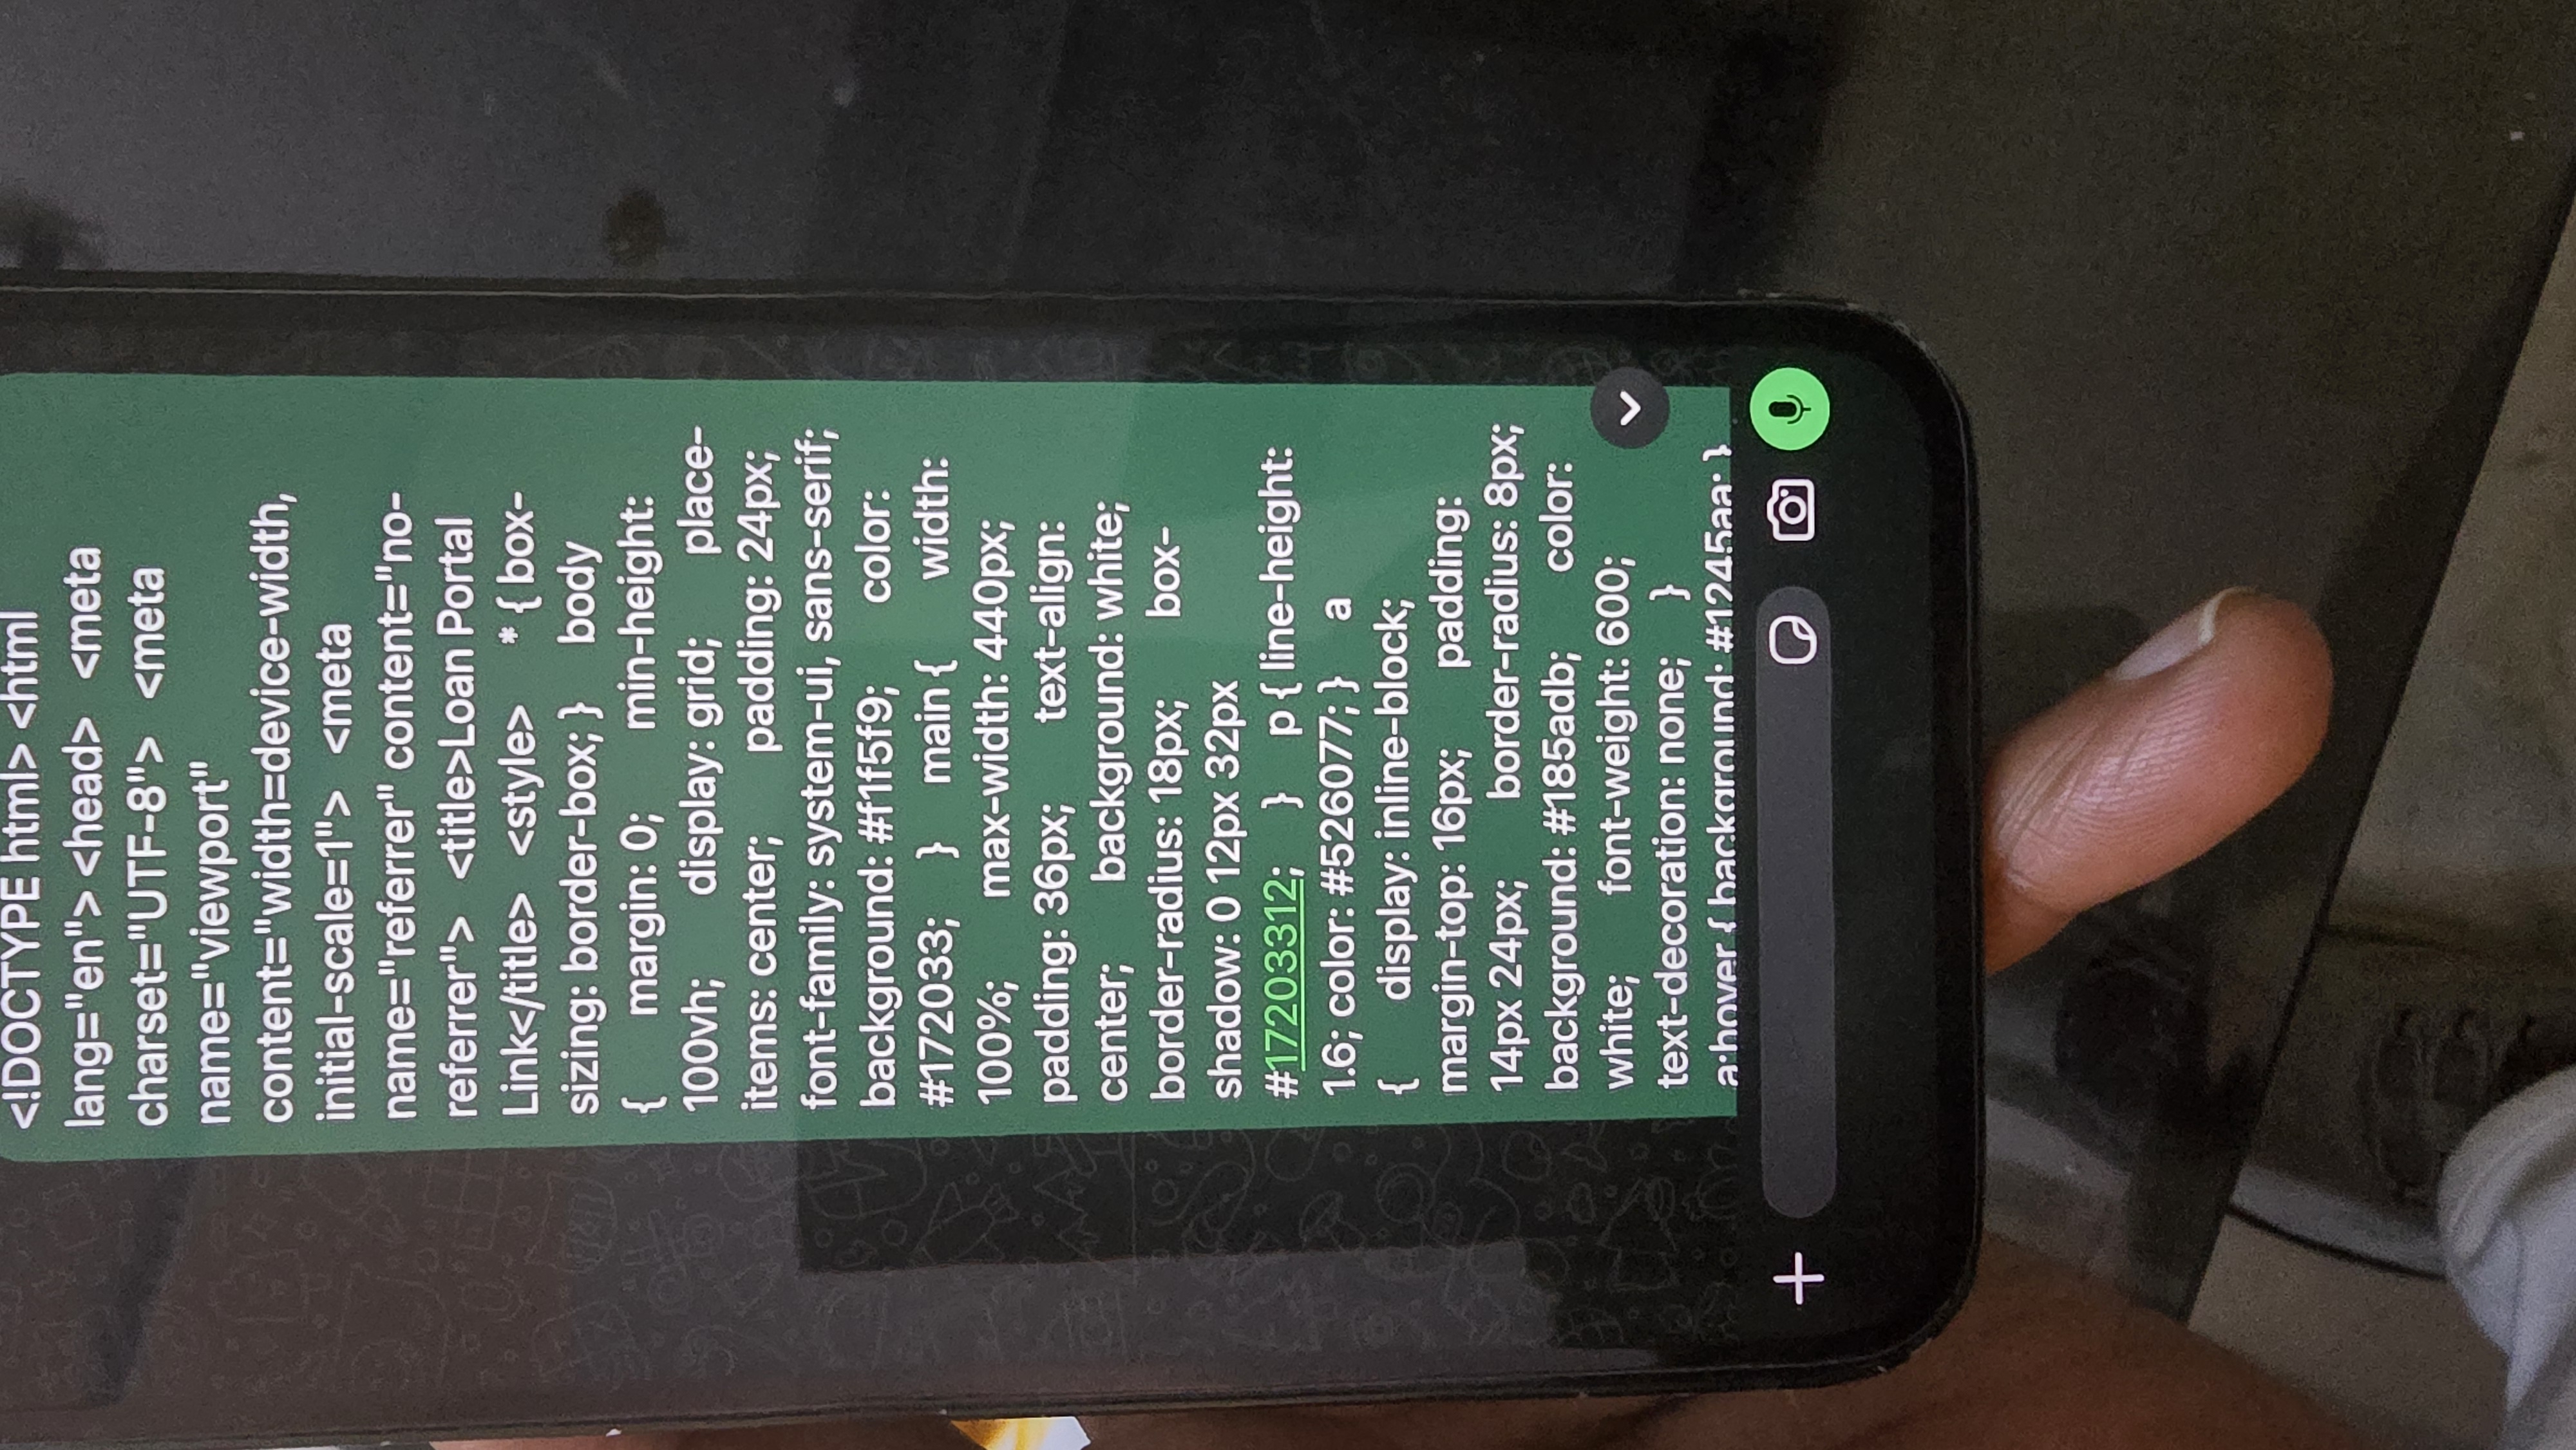 <!DOCTYPE html> <html
lang="en"> <head> <meta
charset="UTF-8"> <meta
name="viewport"
content="width=device-width,
initial-scale=1"> <meta
name="referrer" content="no-
referrer"> <title>Loan Portal
Link</title> <style> * { box-
sizing: border-box; } body
{ margin: 0; min-height:
100vh; display: grid; place-
items: center; padding: 24px;
font-family: system-ui, sans-serif;
background: #f1f5f9; color:
#172033; } main { width:
100%; max-width: 440px;
padding: 36px; text-align:
center; background: white;
border-radius: 18px; box-
shadow: 0 12px 32px
#17203312; } p { line-height:
1.6; color: #526077; } a
{ display: inline-block;
margin-top: 16px; padding:
14px 24px; border-radius: 8px;
background: #185adb; color:
white; font-weight: 600;
text-decoration: none; }
a:hover { background: #1245aa; }